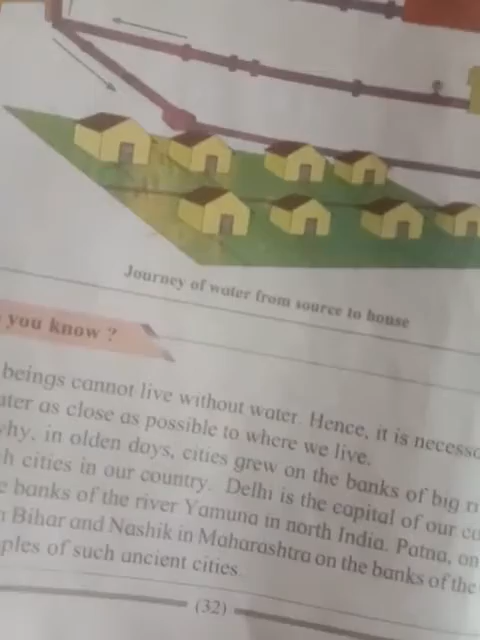 Journey of water from source to house
you know ?
beings cannot live without water. Hence, it is necess
ater as close as possible to where we live.
why, in olden days, cities grew on the banks of big ri
h cities in our country. Delhi is the capital of our co
e banks of the river Yamuna in north India. Patna, on
n Bihar and Nashik in Maharashtra on the banks of the
ples of such ancient cities.
(32)